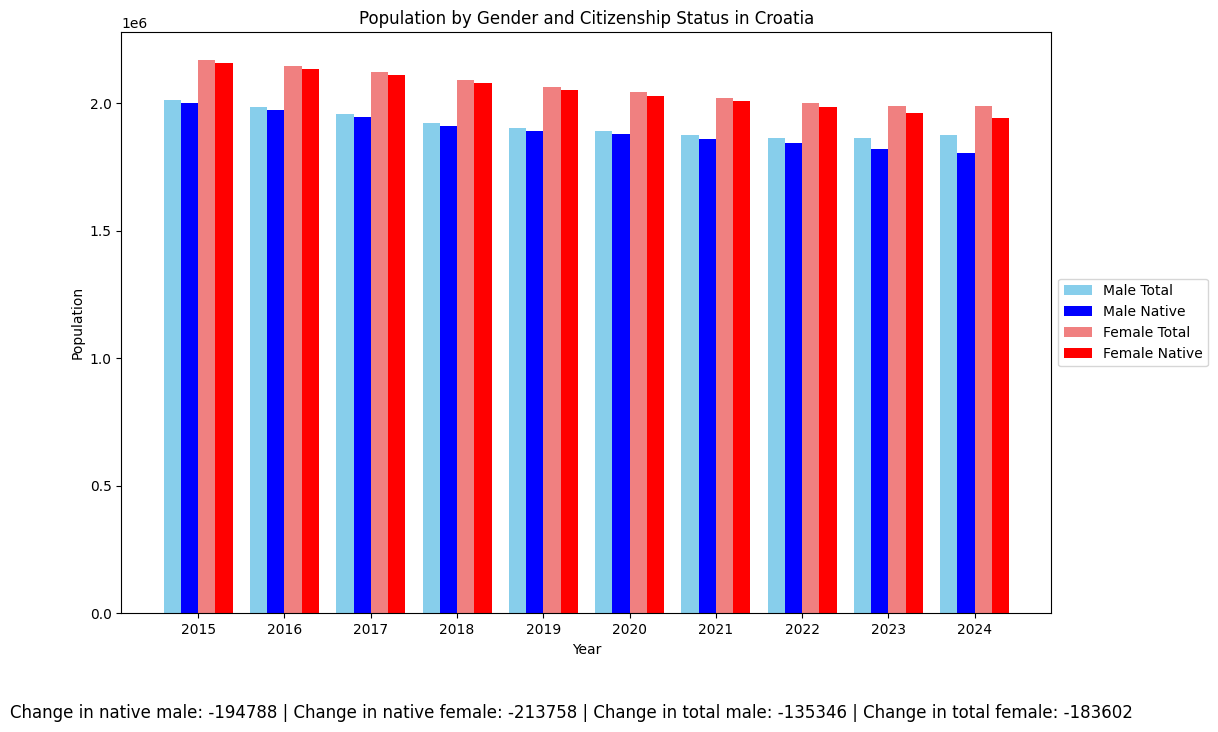 Population by Gender and Citizenship Status in Croatia
1e6
2.0
1.5
1.0
0.5
0.0
Population
2015 2016 2017 2018 2019 2020 2021 2022 2023 2024
Year
Male Total
Male Native
Female Total
Female Native
Change in native male: -194788 | Change in native female: -213758 | Change in total male: -135346 | Change in total female: -183602